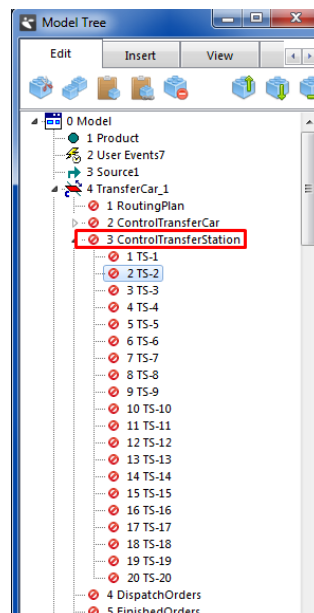 Model Tree
Edit Insert View
0 Model
1 Product
2 User Events7
3 Source1
4 TransferCar_1
1 RoutingPlan
2 ControlTransferCar
3 ControlTransferStation
1 TS-1
2 TS-2
3 TS-3
4 TS-4
5 TS-5
6 TS-6
7 TS-7
8 TS-8
9 TS-9
10 TS-10
11 TS-11
12 TS-12
13 TS-13
14 TS-14
15 TS-15
16 TS-16
17 TS-17
18 TS-18
19 TS-19
20 TS-20
4 DispatchOrders
5 FinishedOrders